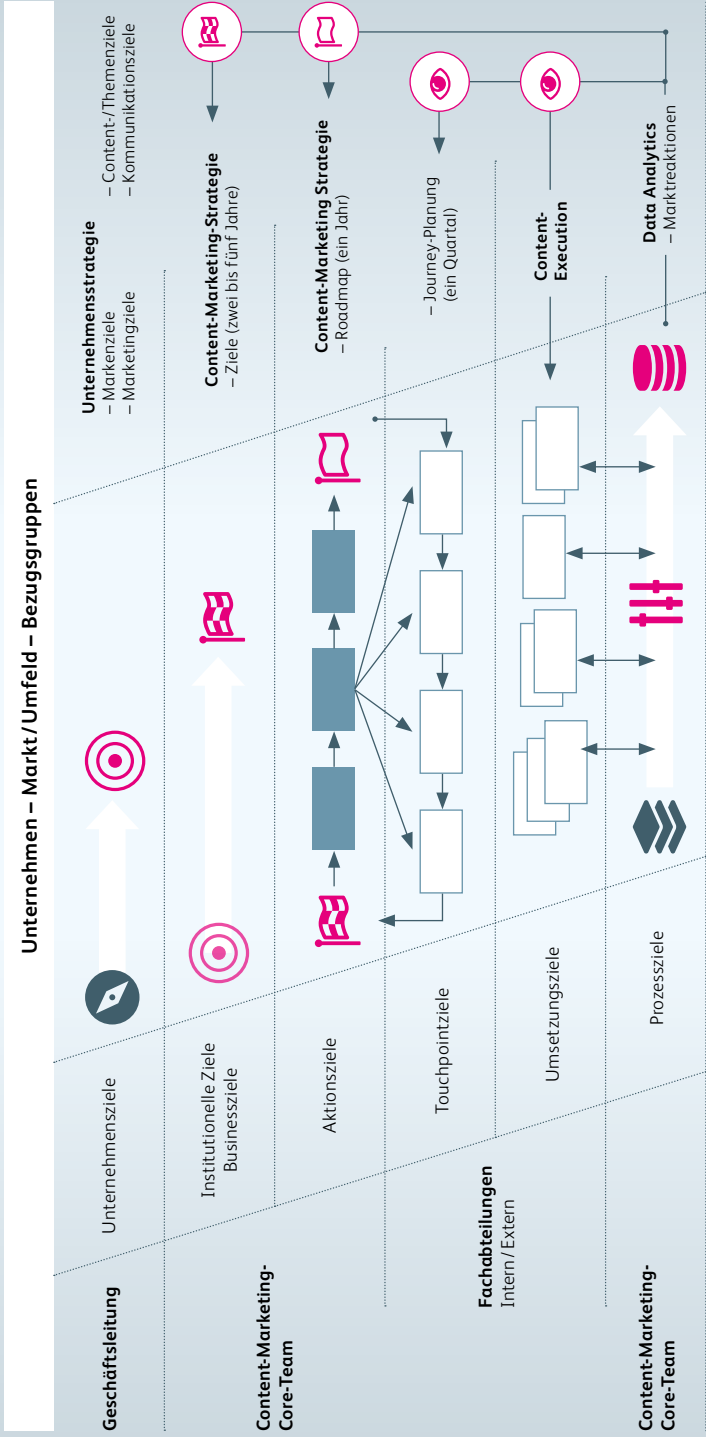 Unternehmen – Markt / Umfeld – Bezugsgruppen
Geschäftsleitung
Unternehmensziele
Unternehmensstrategie
– Markenziele
– Marketingziele
– Content-/Themenziele
– Kommunikationsziele
Content-Marketing-
Core-Team
Institutionelle Ziele
Businessziele
Content-Marketing-Strategie
– Ziele (zwei bis fünf Jahre)
Aktionsziele
Content-Marketing Strategie
– Roadmap (ein Jahr)
Fachabteilungen
Intern / Extern
Touchpointziele
– Journey-Planung
(ein Quartal)
Umsetzungsziele
Content-
Execution
Content-Marketing-
Core-Team
Prozessziele
Data Analytics
– Marktreaktionen